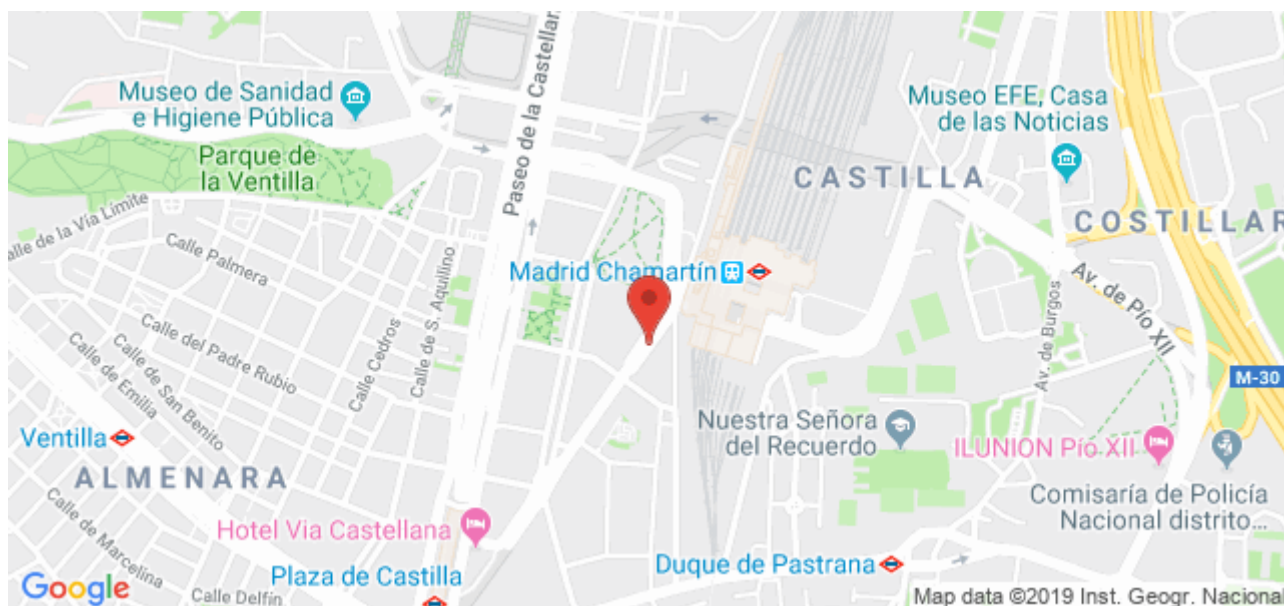 Museo de Sanidad
e Higiene Pública
Parque de
la Ventilla
Paseo de la Castellan
Museo EFE, Casa
de las Noticias
CASTILLA
COSTILLAR
Calle de la Vía Límite
Calle Palmera
Calle de S. Aquilino
Madrid Chamartín
Av. de Pío XII
Av. de Burgos
Calle del Padre Rubio
Calle Cedros
Calle de San Benito
Calle de Emilia
M-30
Ventilla
Nuestra Señora
del Recuerdo
ILUNION Pío XII
ALMENARA
Comisaría de Policía
Nacional distrito...
Hotel Via Castellana
Calle de Marcelina
Plaza de Castilla
Duque de Pastrana
Google
Calle Delfín
Map data ©2019 Inst. Geogr. Naciona